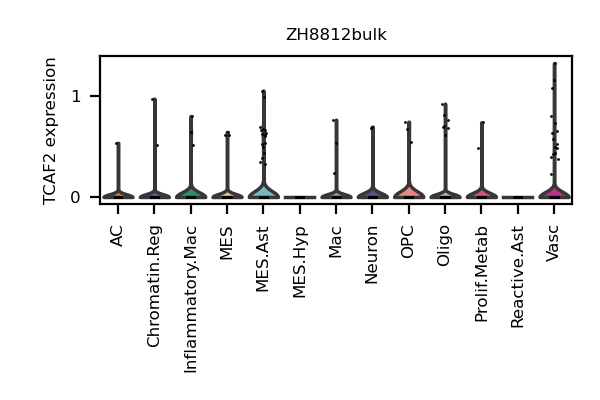 ZH8812bulk
TCAF2 expression
1
0
AC
Chromatin.Reg
Inflammatory.Mac
MES
MES.Ast
MES.Hyp
Mac
Neuron
OPC
Oligo
Prolif.Metab
Reactive.Ast
Vasc